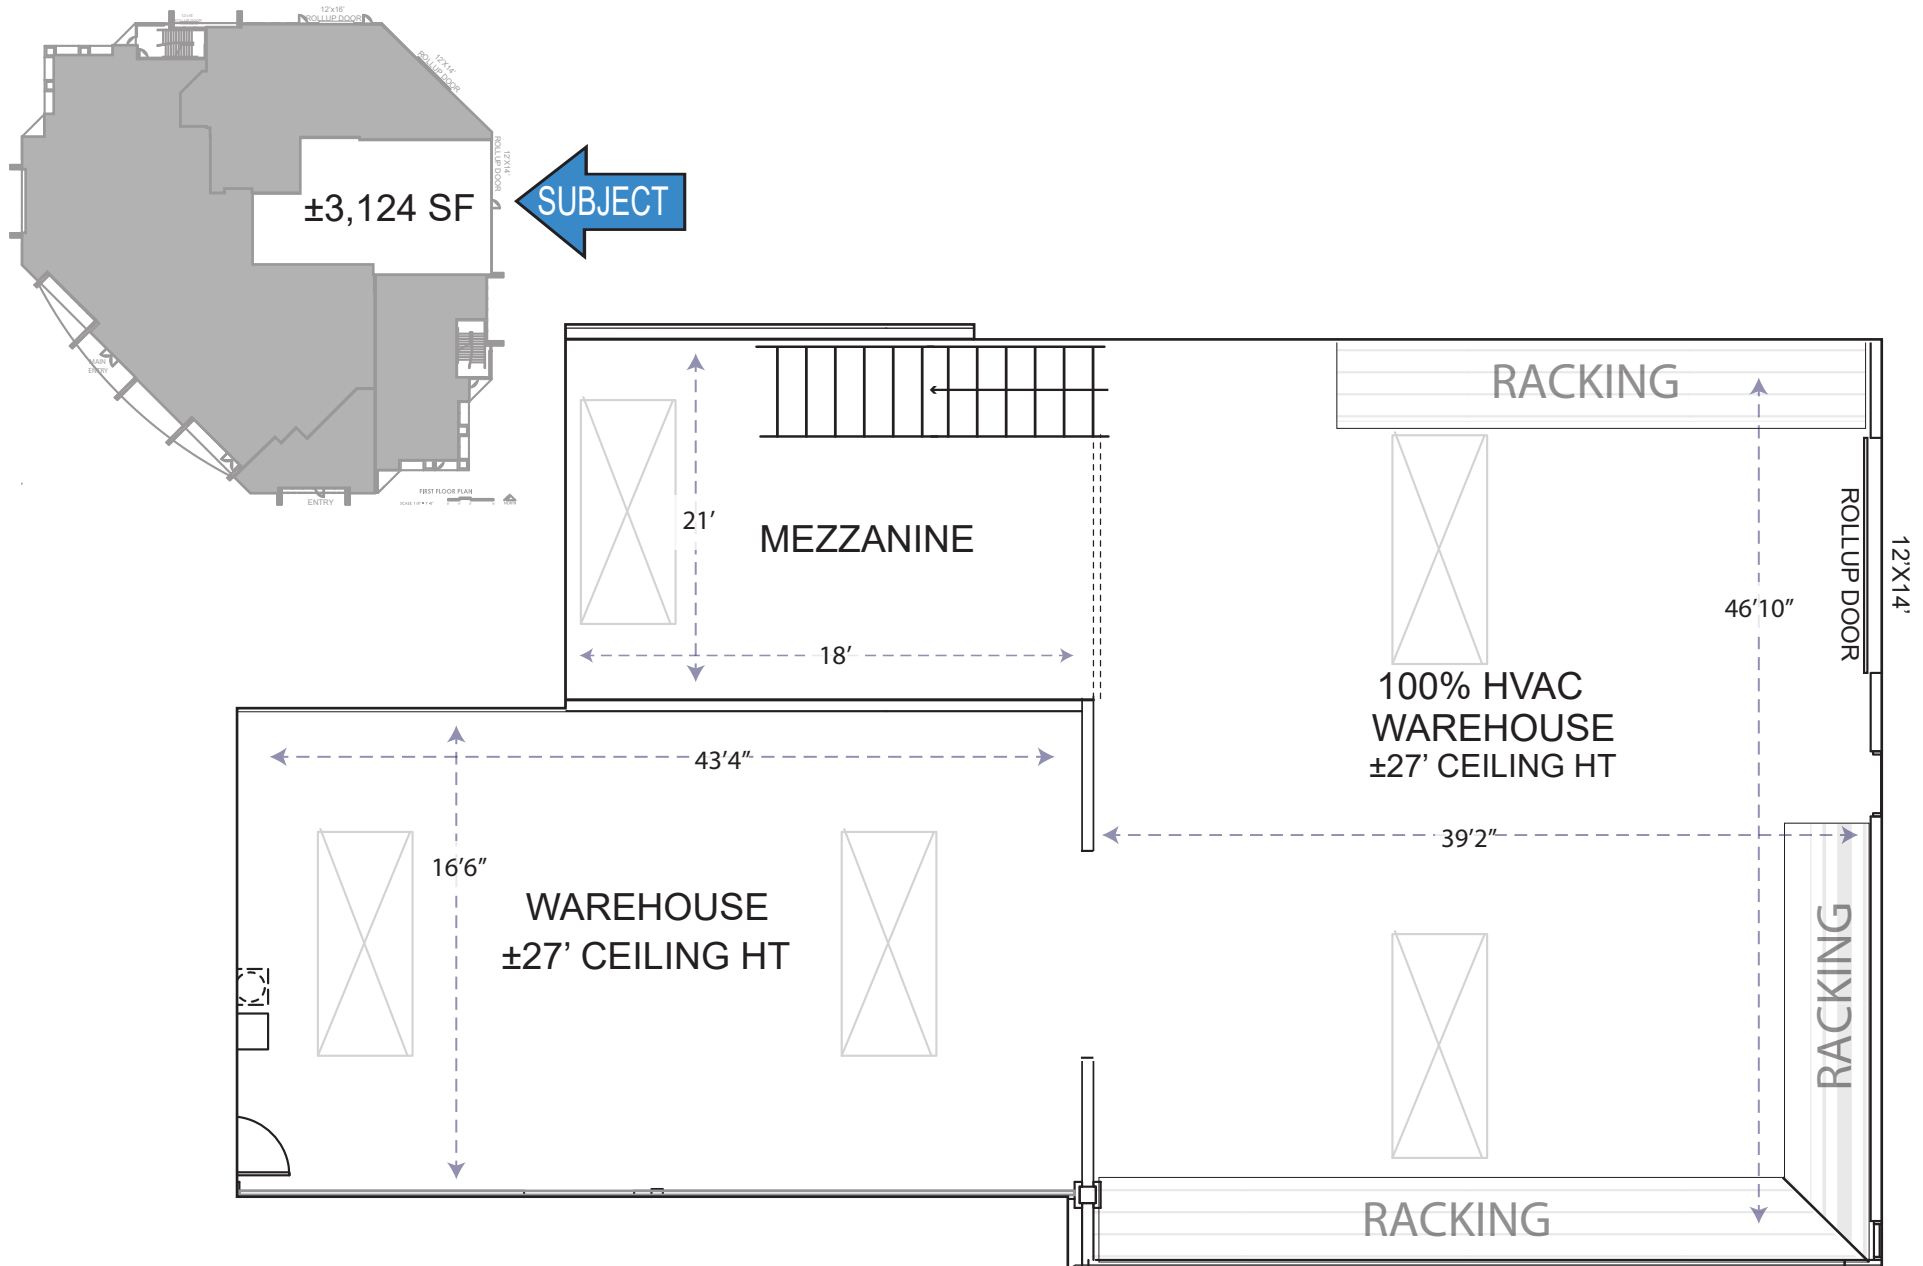 12'x16'
ROLLUP DOOR
12'X14'
ROLLUP DOOR
12'X14'
ROLLUP DOOR
±3,124 SF
SUBJECT
MAIN
ENTRY
FIRST FLOOR PLAN
ENTRY
RACKING
21'
MEZZANINE
18'
46'10"
ROLLUP DOOR
12'X14'
100% HVAC
WAREHOUSE
±27' CEILING HT
43'4"
39'2"
16'6"
WAREHOUSE
±27' CEILING HT
RACKING
RACKING